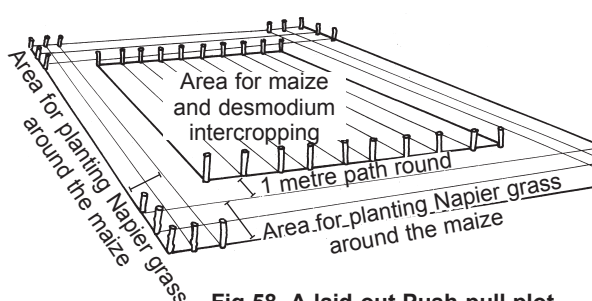 Area for maize
and desmodium
intercropping
Area for planting Napier grass
around the maize
1 metre path round
Area for planting Napier grass
around the maize
Fig 58. A laid out Push-pull plot